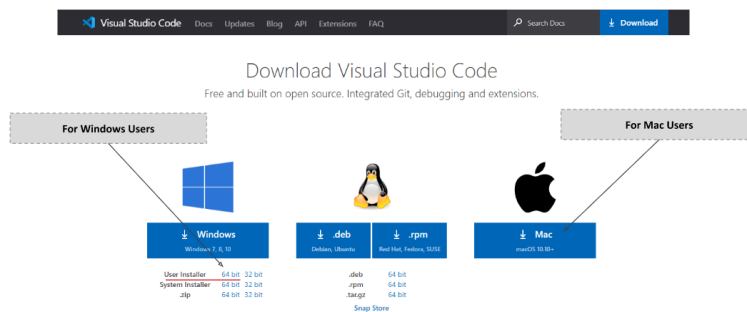 Visual Studio Code Docs Updates Blog API Extensions FAQ Search Docs Download
Download Visual Studio Code
Free and built on open source. Integrated Git, debugging and extensions.
For Windows Users
For Mac Users
Windows
Windows 7, 8, 10
.deb
Debian, Ubuntu
.rpm
Red Hat, Fedora, SUSE
Mac
macOS 10.10+
User Installer 64 bit 32 bit
System Installer 64 bit 32 bit
.zip 64 bit 32 bit
.deb 64 bit
.rpm 64 bit
.tar.gz 64 bit
Snap Store